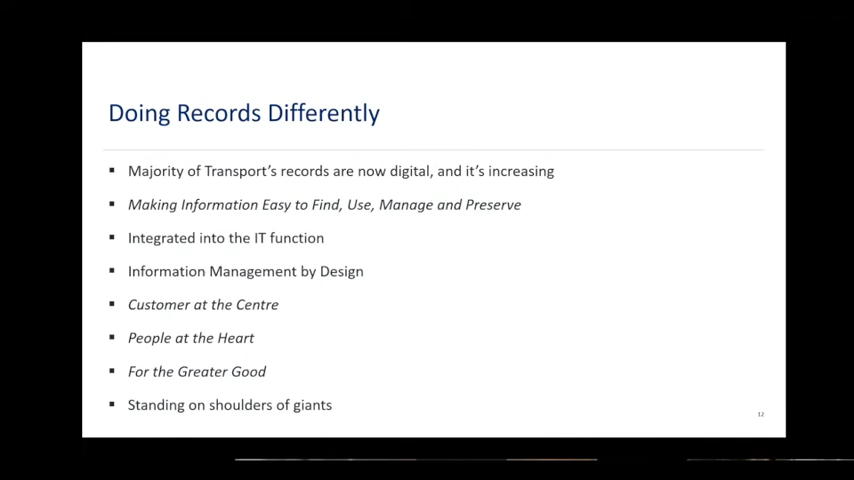 Doing Records Differently
▪ Majority of Transport's records are now digital, and it's increasing
▪ Making Information Easy to Find, Use, Manage and Preserve
▪ Integrated into the IT function
▪ Information Management by Design
▪ Customer at the Centre
▪ People at the Heart
▪ For the Greater Good
▪ Standing on shoulders of giants
12